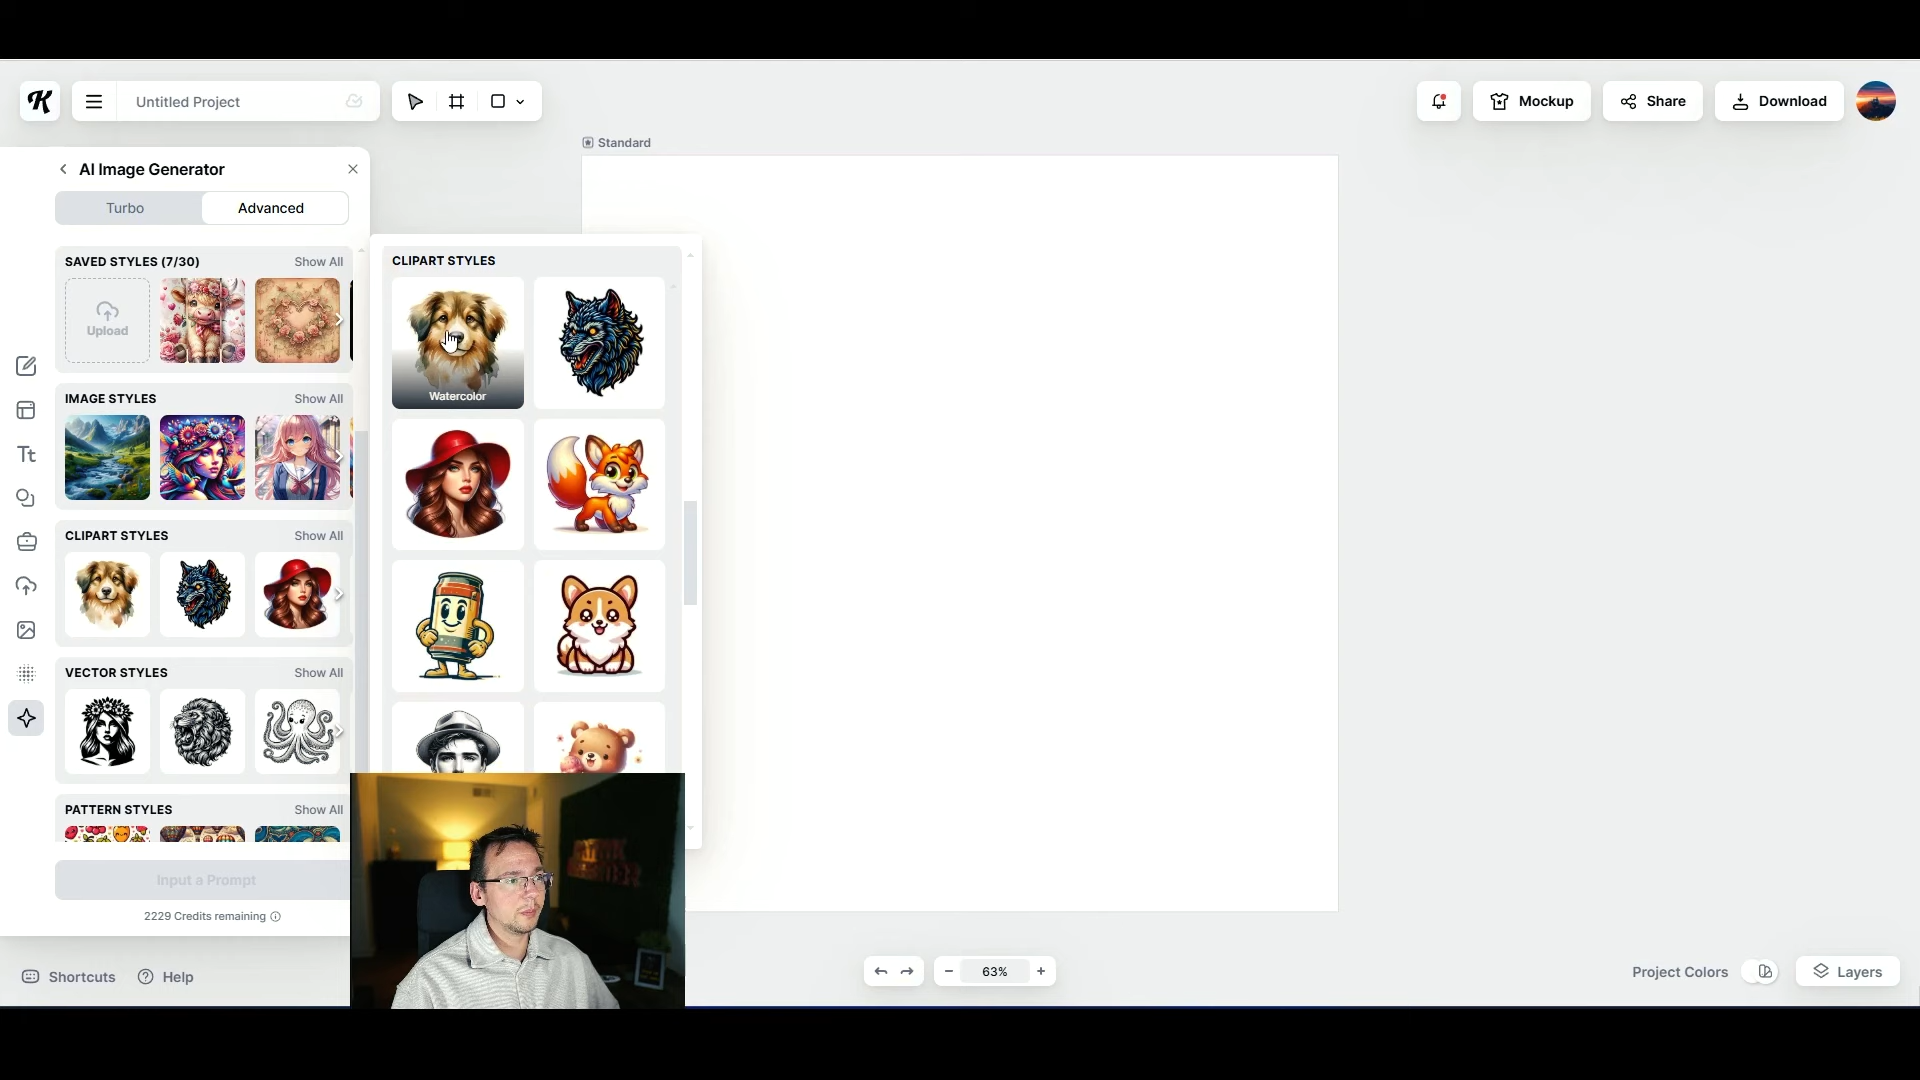 K
Untitled Project
Mockup
Share
Download
Standard
AI Image Generator
Turbo
Advanced
SAVED STYLES (7/30)
Show All
Upload
IMAGE STYLES
Show All
CLIPART STYLES
Show All
VECTOR STYLES
Show All
PATTERN STYLES
Show All
Input a Prompt
2229 Credits remaining
CLIPART STYLES
Watercolor
Tt
Shortcuts
Help
63%
Project Colors
Layers